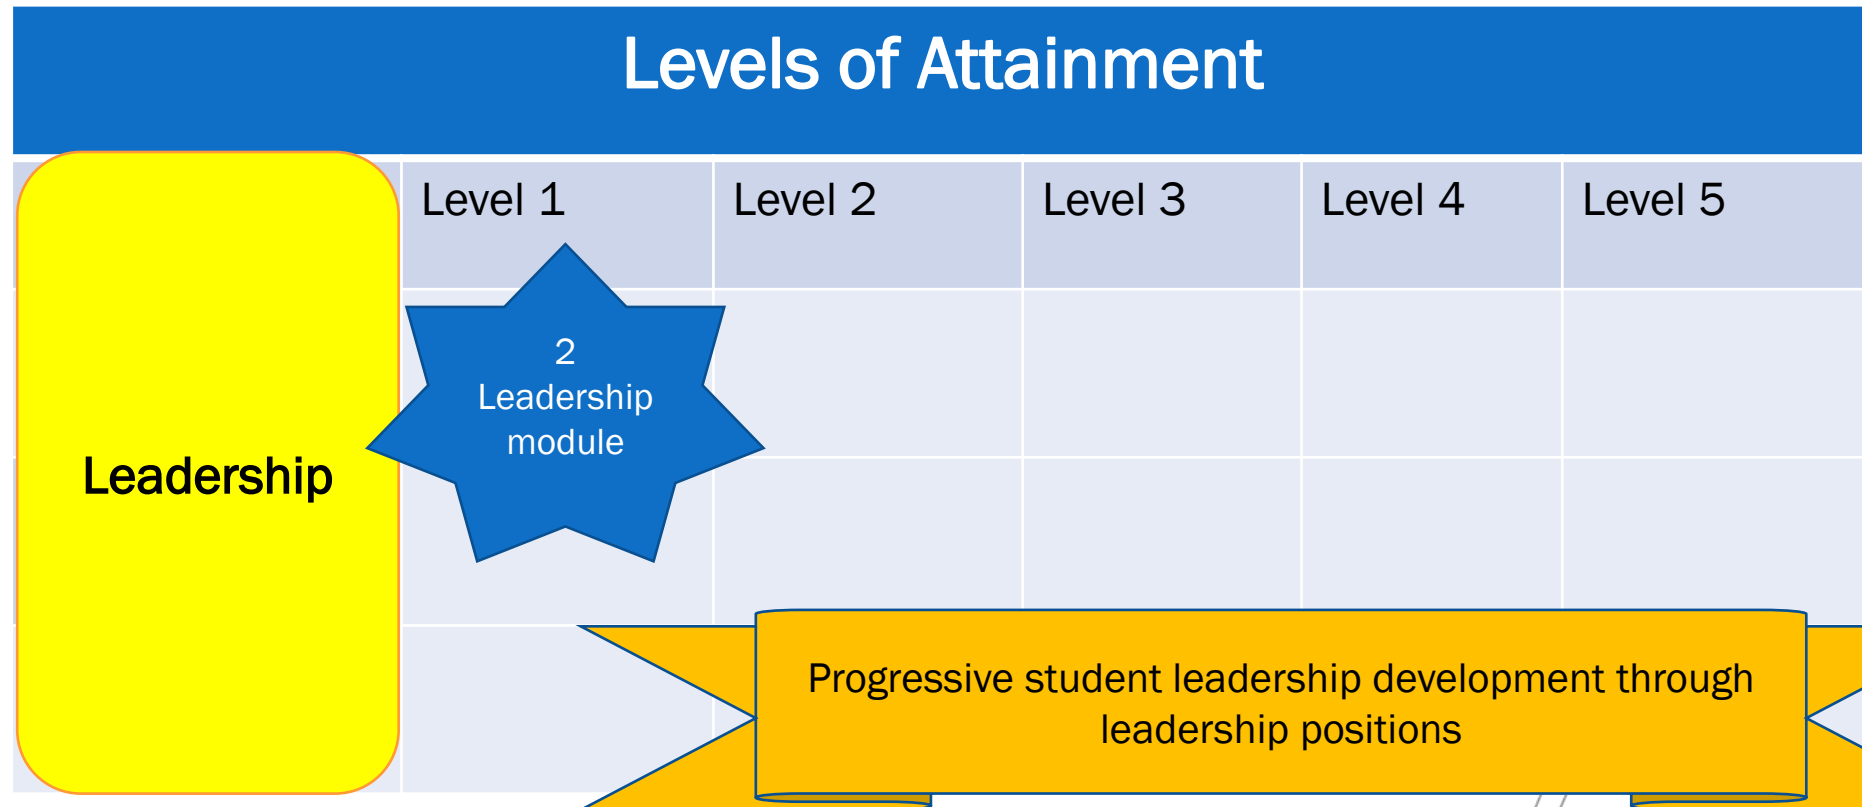 Levels of Attainment
Level 1
Level 2
Level 3
Level 4
Level 5
2
Leadership
module
Leadership
Progressive student leadership development through
leadership positions